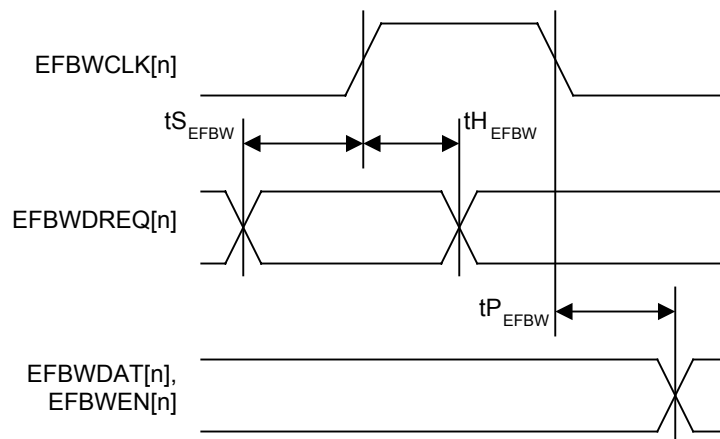 EFBWCLK[n]
tS EFBW
tH EFBW
EFBWDREQ[n]
tP EFBW
EFBWDAT[n],
EFBWEN[n]